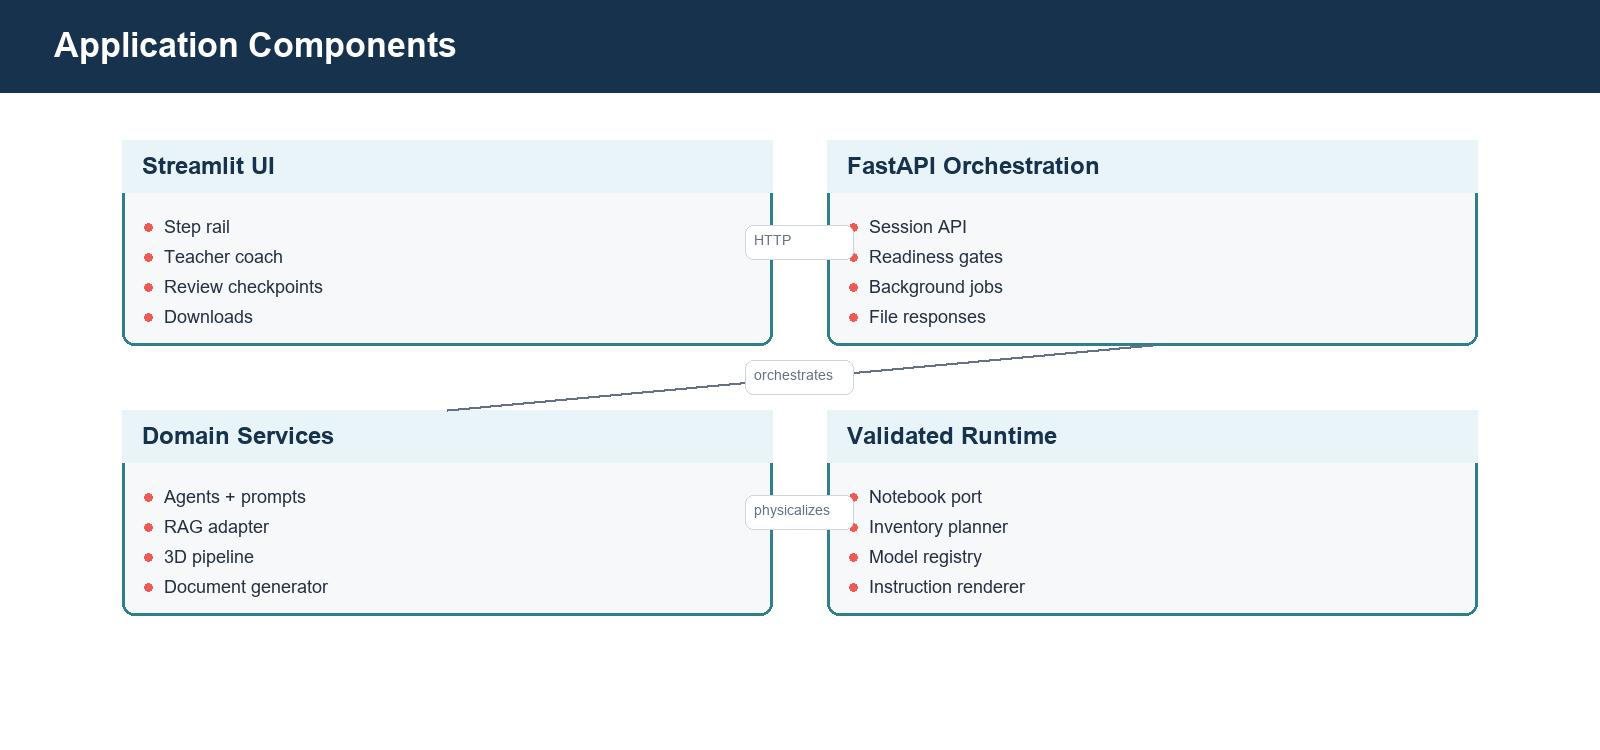 Application Components
Streamlit UI
Step rail
Teacher coach
Review checkpoints
Downloads
HTTP
FastAPI Orchestration
Session API
Readiness gates
Background jobs
File responses
orchestrates
Domain Services
Agents + prompts
RAG adapter
3D pipeline
Document generator
physicalizes
Validated Runtime
Notebook port
Inventory planner
Model registry
Instruction renderer